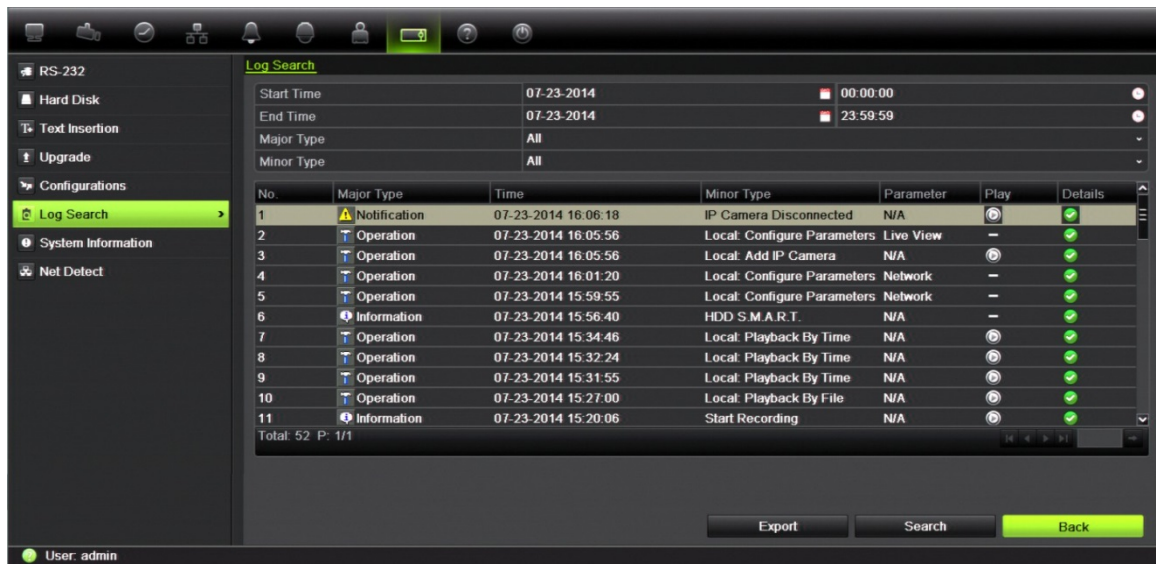 Log Search
RS-232
Hard Disk
Text Insertion
Upgrade
Configurations
Log Search
System Information
Net Detect
Start Time 07-23-2014 00:00:00
End Time 07-23-2014 23:59:59
Major Type All
Minor Type All
No. Major Type Time Minor Type Parameter Play Details
1 Notification 07-23-2014 16:06:18 IP Camera Disconnected N/A
2 Operation 07-23-2014 16:05:56 Local: Configure Parameters Live View –
3 Operation 07-23-2014 16:05:56 Local: Add IP Camera N/A
4 Operation 07-23-2014 16:01:20 Local: Configure Parameters Network –
5 Operation 07-23-2014 15:59:55 Local: Configure Parameters Network –
6 Information 07-23-2014 15:56:40 HDD S.M.A.R.T. N/A –
7 Operation 07-23-2014 15:34:46 Local: Playback By Time N/A
8 Operation 07-23-2014 15:32:24 Local: Playback By Time N/A
9 Operation 07-23-2014 15:31:55 Local: Playback By Time N/A
10 Operation 07-23-2014 15:27:00 Local: Playback By File N/A
11 Information 07-23-2014 15:20:06 Start Recording N/A
Total: 52 P: 1/1
Export Search Back
User: admin